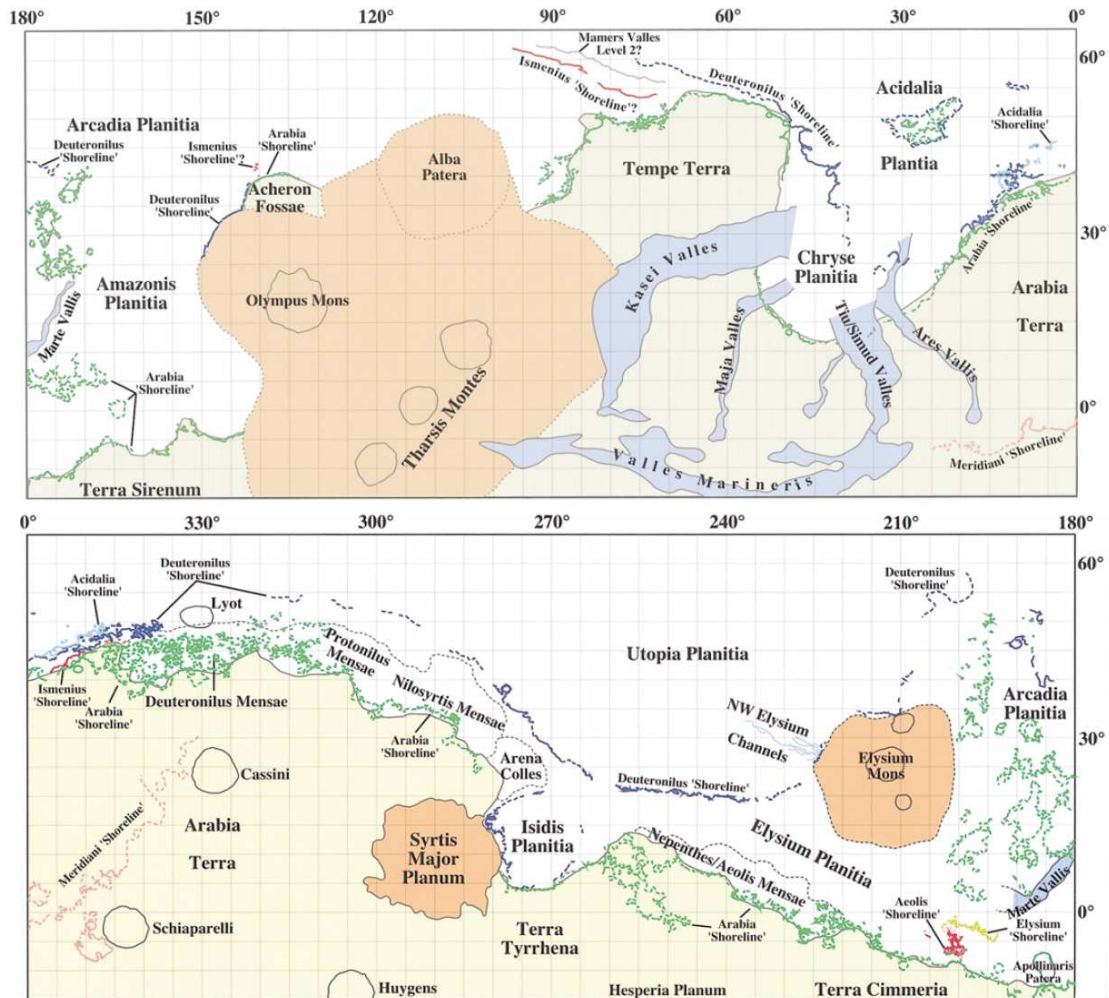 180°
150°
120°
90°
60°
30°
0°
Mamers Valles
Level 2?
60°
Ismenius 'Shoreline'?
Deuteronilus 'Shoreline'
Acidalia
Arcadia Planitia
Arabia
'Shoreline'
Acidalia
'Shoreline'
Deuteronilus
'Shoreline'
Ismenius
'Shoreline'?
Alba
Patera
Tempe Terra
Plantia
Acheron
Fossae
Deuteronilus
'Shoreline'
Arabia 'Shoreline'
30°
Kasei Valles
Chryse
Planitia
Amazonis
Planitia
Olympus Mons
Arabia
Terra
Marte Vallis
Maja Valles
Tiu/Simud Valles
Ares Vallis
Arabia
'Shoreline'
0°
Tharsis Montes
Meridiani 'Shoreline'
Valles Marineris
Terra Sirenum
0°
330°
300°
270°
240°
210°
180°
60°
Deuteronilus
'Shoreline'
Deuteronilus
'Shoreline'
Acidalia
'Shoreline'
Lyot
Protonilus
Mensae
Utopia Planitia
Nilosyrtis Mensae
Ismenius
'Shoreline'
Deuteronilus Mensae
Arabia
'Shoreline'
Arcadia
Planitia
NW Elysium
Channels
Arabia
'Shoreline'
30°
Arena
Colles
Cassini
Elysium
Mons
Deuteronilus 'Shoreline'
Meridiani 'Shoreline'
Arabia
Terra
Isidis
Planitia
Elysium Planitia
Syrtis
Major
Planum
Nepenthes/Aeolis Mensae
Marte Vallis
Aeolis
'Shoreline'
0°
Schiaparelli
Terra
Tyrrhena
Arabia
'Shoreline'
Elysium
'Shoreline'
Apollinaris
Patera
Huygens
Hesperia Planum
Terra Cimmeria